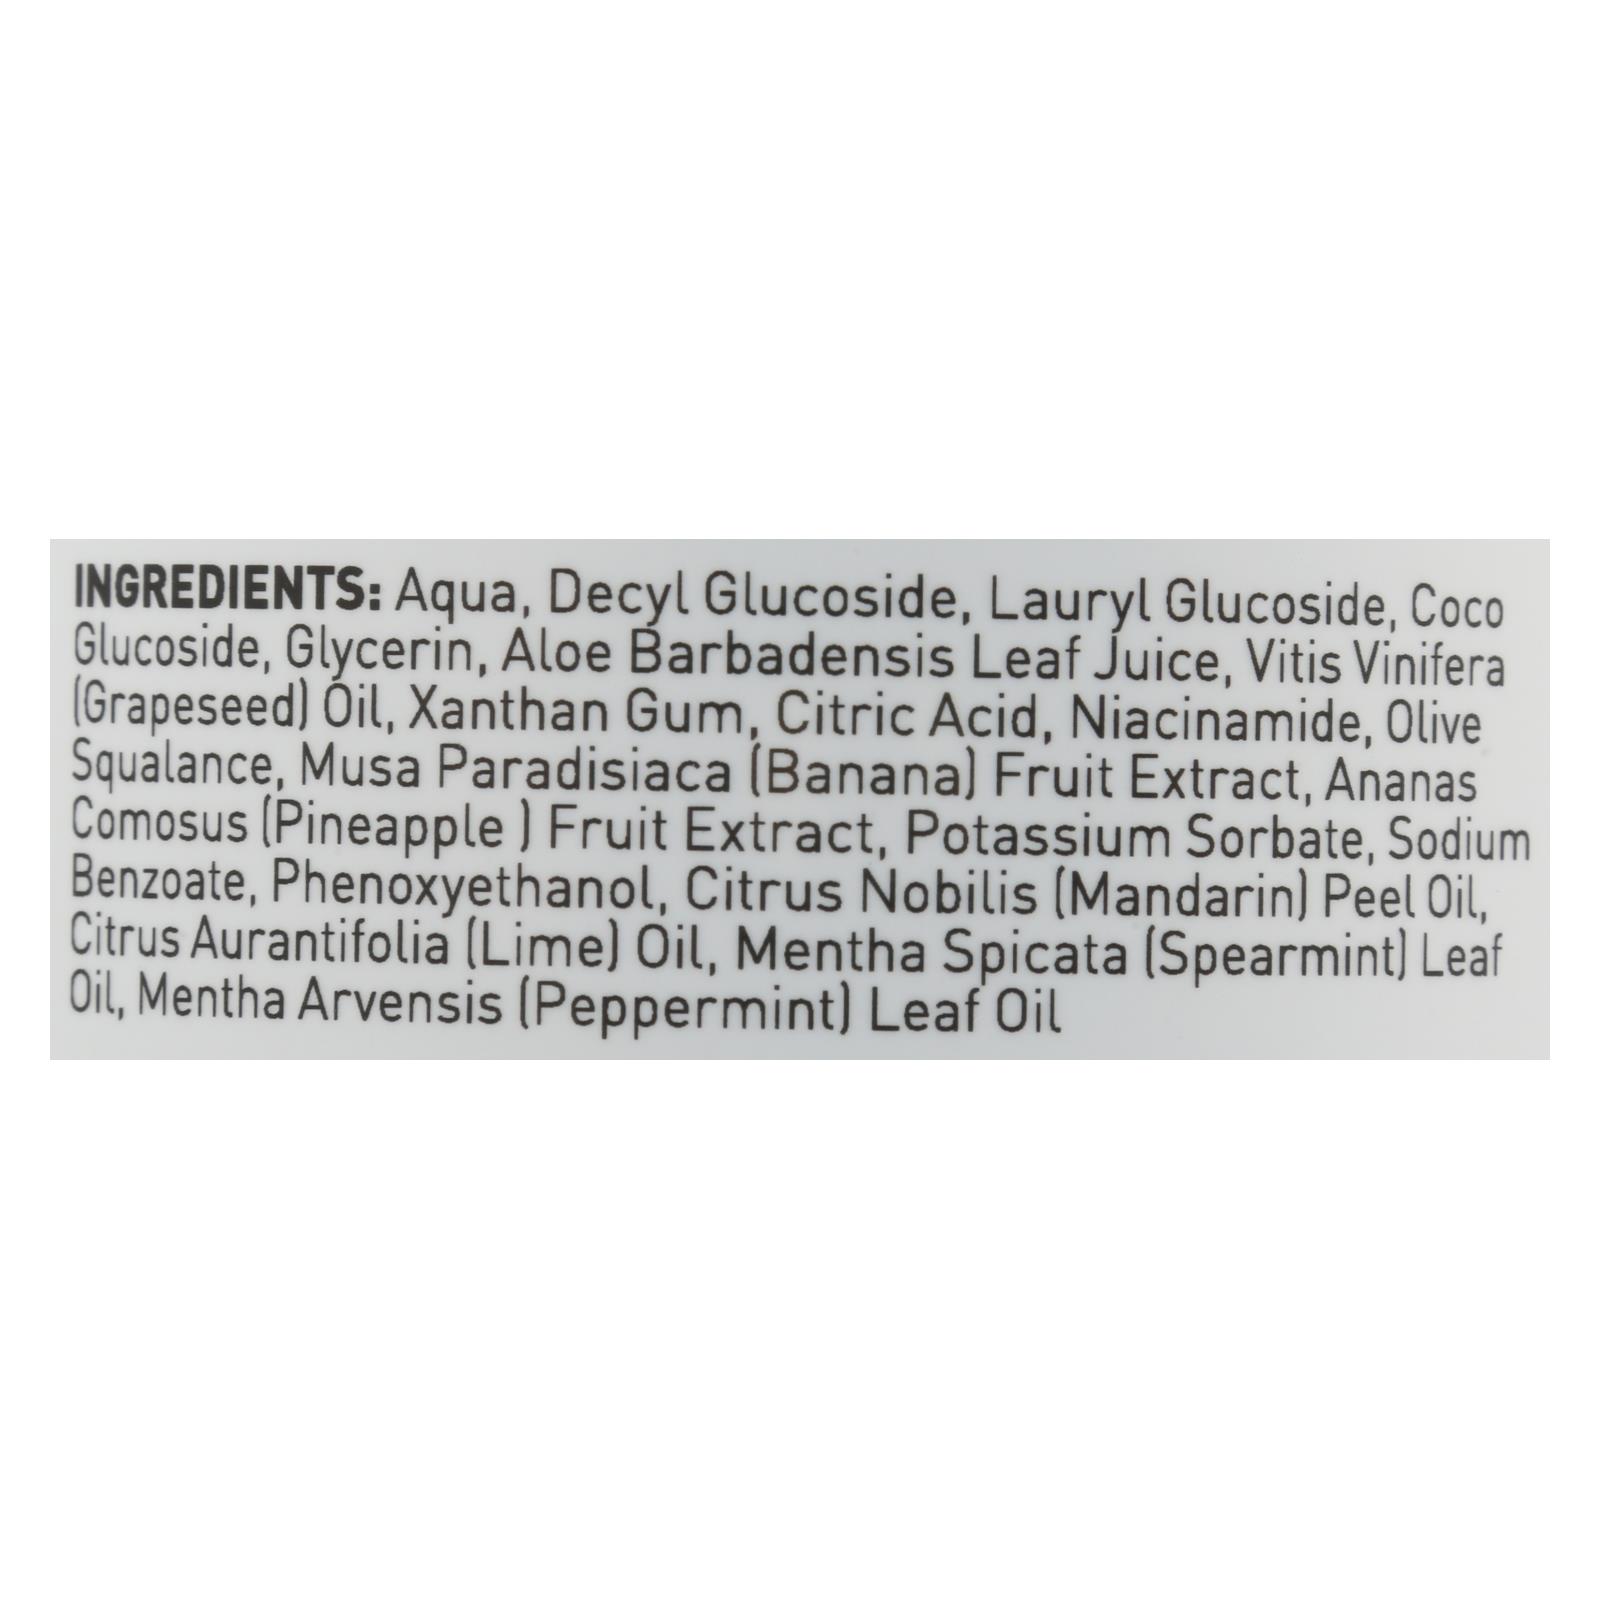 INGREDIENTS: Aqua, Decyl Glucoside, Lauryl Glucoside, Coco
Glucoside, Glycerin, Aloe Barbadensis Leaf Juice, Vitis Vinifera
(Grapeseed) Oil, Xanthan Gum, Citric Acid, Niacinamide, Olive
Squalance, Musa Paradisiaca (Banana) Fruit Extract, Ananas
Comosus (Pineapple ) Fruit Extract, Potassium Sorbate, Sodium
Benzoate, Phenoxyethanol, Citrus Nobilis (Mandarin) Peel Oil,
Citrus Aurantifolia (Lime) Oil, Mentha Spicata (Spearmint) Leaf
Oil, Mentha Arvensis (Peppermint) Leaf Oil